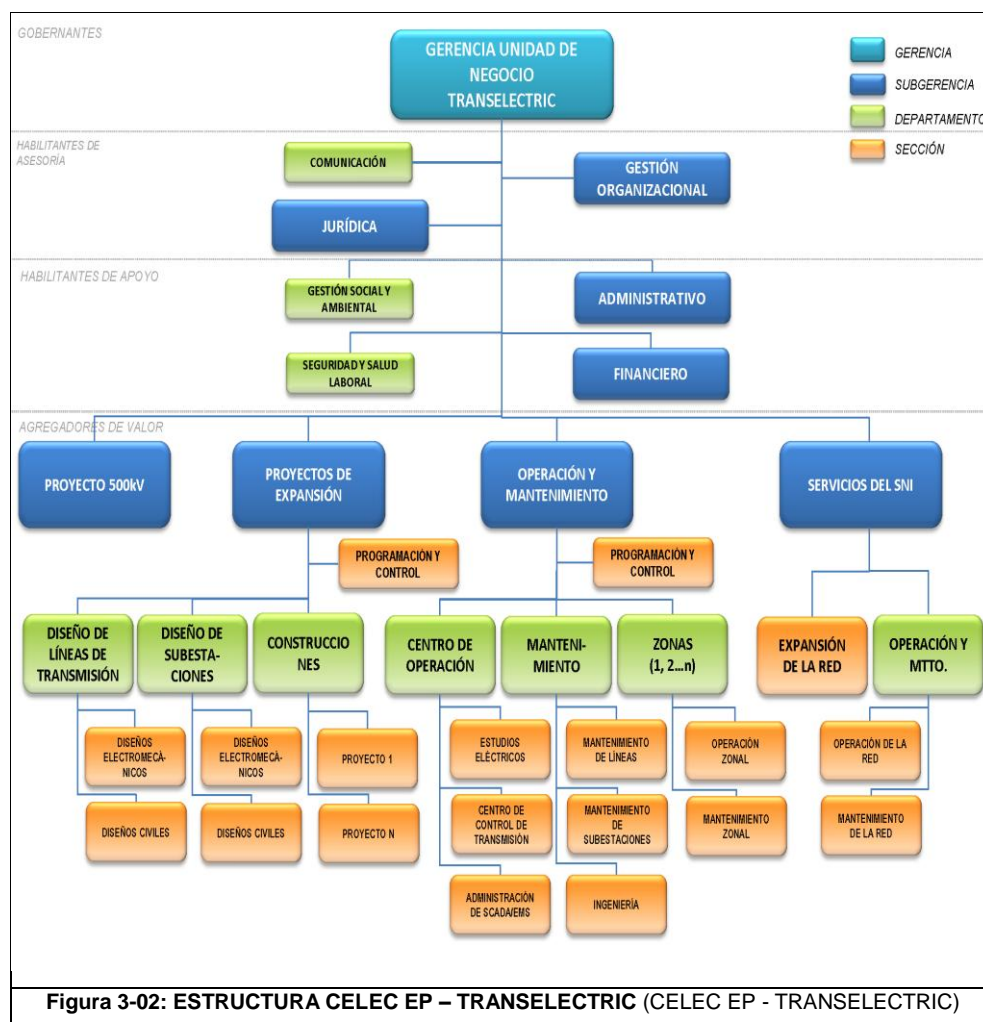 GOBERNANTES
GERENCIA UNIDAD DE
NEGOCIO
TRANSELECTRIC
GERENCIA
SUBGERENCIA
DEPARTAMENTO
SECCIÓN
HABILITANTES DE
ASESORÍA
COMUNICACIÓN
GESTIÓN
ORGANIZACIONAL
JURÍDICA
HABILITANTES DE APOYO
GESTIÓN SOCIAL Y
AMBIENTAL
ADMINISTRATIVO
SEGURIDAD Y SALUD
LABORAL
FINANCIERO
AGREGADORES DE VALOR
PROYECTO 500kV
PROYECTOS DE
EXPANSIÓN
OPERACIÓN Y
MANTENIMIENTO
SERVICIOS DEL SNI
PROGRAMACIÓN Y
CONTROL
PROGRAMACIÓN Y
CONTROL
DISEÑO DE
LÍNEAS DE
TRANSMISIÓN
DISEÑO DE
SUBESTA-
CIONES
CONSTRUCCIO
NES
CENTRO DE
OPERACIÓN
MANTENI-
MIENTO
ZONAS
(1, 2...n)
EXPANSIÓN
DE LA RED
OPERACIÓN Y
MTTO.
DISEÑOS
ELECTROMECÀ-
NICOS
DISEÑOS
ELECTROMECÀ-
NICOS
PROYECTO 1
ESTUDIOS
ELÉCTRICOS
MANTENIMIENTO
DE LÍNEAS
OPERACIÓN
ZONAL
OPERACIÓN DE LA
RED
DISEÑOS CIVILES
DISEÑOS CIVILES
PROYECTO N
CENTRO DE
CONTROL DE
TRANSMISIÓN
MANTENIMIENTO
DE
SUBESTACIONES
MANTENIMIENTO
ZONAL
MANTENIMIENTO
DE LA RED
ADMINISTRACIÓN
DE SCADA/EMS
INGENIERÍA
Figura 3-02: ESTRUCTURA CELEC EP – TRANSELECTRIC (CELEC EP - TRANSELECTRIC)